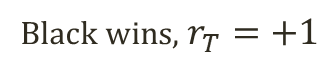 Black wins, r_T = +1